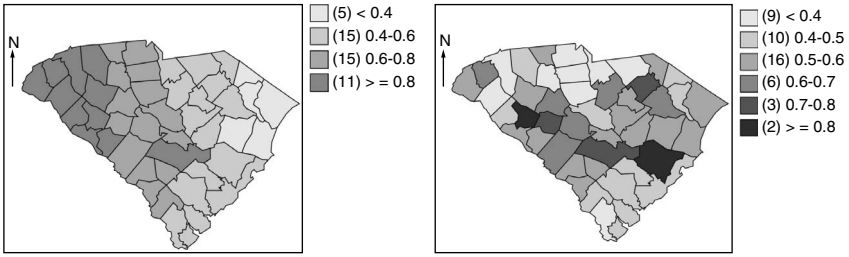 N
(5) < 0.4
(15) 0.4-0.6
(15) 0.6-0.8
(11) > = 0.8
N
(9) < 0.4
(10) 0.4-0.5
(16) 0.5-0.6
(6) 0.6-0.7
(3) 0.7-0.8
(2) > = 0.8